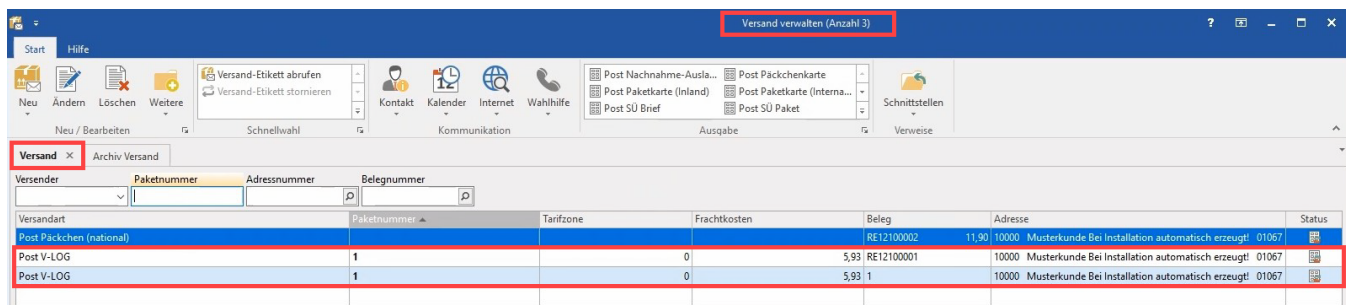 Versand verwalten (Anzahl 3)
?
Start Hilfe
Neu Ändern Löschen Weitere
Versand-Etikett abrufen
Versand-Etikett stornieren
Kontakt Kalender Internet Wahlhilfe
Post Nachnahme-Ausla... Post Päckchenkarte
Post Paketkarte (Inland) Post Paketkarte (Interna...
Post SÜ Brief Post SÜ Paket
Schnittstellen
Neu / Bearbeiten Schnellwahl Kommunikation Ausgabe Verweise
Versand × Archiv Versand
Versender Paketnummer Adressnummer Belegnummer
Versandart Paketnummer Tarifzone Frachtkosten Beleg Adresse Status
Post Päckchen (national) RE12100002 11,90 10000 Musterkunde Bei Installation automatisch erzeugt! 01067
Post V-LOG 1 0 5,93 RE12100001 10000 Musterkunde Bei Installation automatisch erzeugt! 01067
Post V-LOG 1 0 5,93 1 10000 Musterkunde Bei Installation automatisch erzeugt! 01067